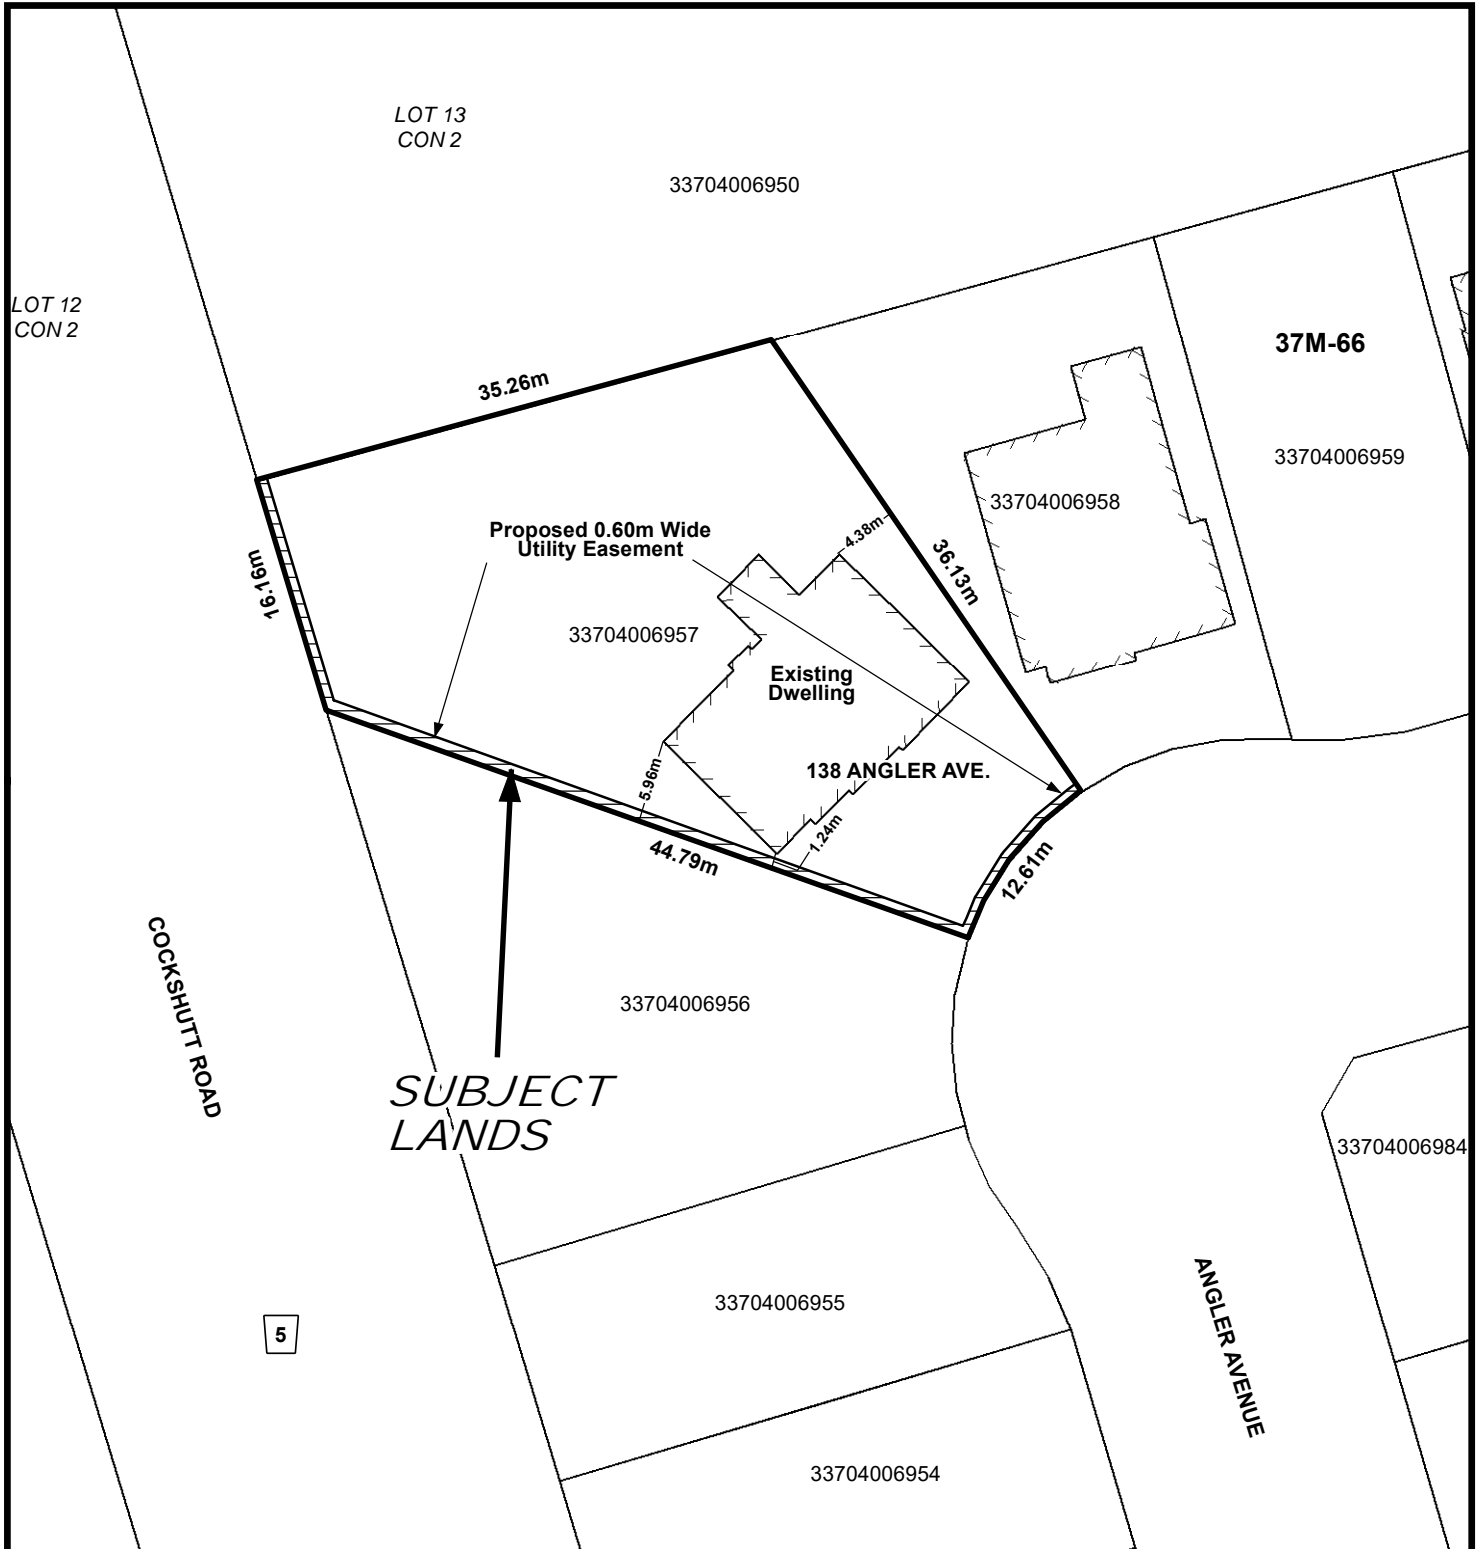 LOT 13
CON 2
33704006950
LOT 12
CON 2
37M-66
35.26m
33704006959
33704006958
Proposed 0.60m Wide
Utility Easement
4.38m
36.13m
16.16m
33704006957
Existing
Dwelling
138 ANGLER AVE.
5.96m
1.24m
44.79m
12.61m
COCKSHUTT ROAD
33704006956
SUBJECT
LANDS
33704006984
33704006955
5
ANGLER AVENUE
33704006954